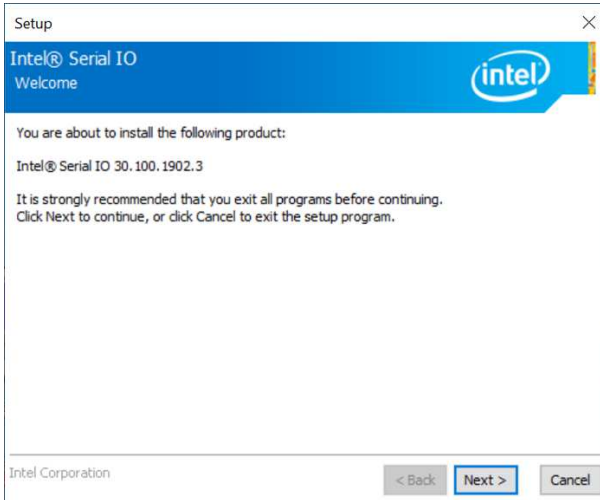 Setup
Intel® Serial IO
Welcome
intel
You are about to install the following product:
Intel® Serial IO 30.100.1902.3
It is strongly recommended that you exit all programs before continuing.
Click Next to continue, or click Cancel to exit the setup program.
Intel Corporation
< Back
Next >
Cancel